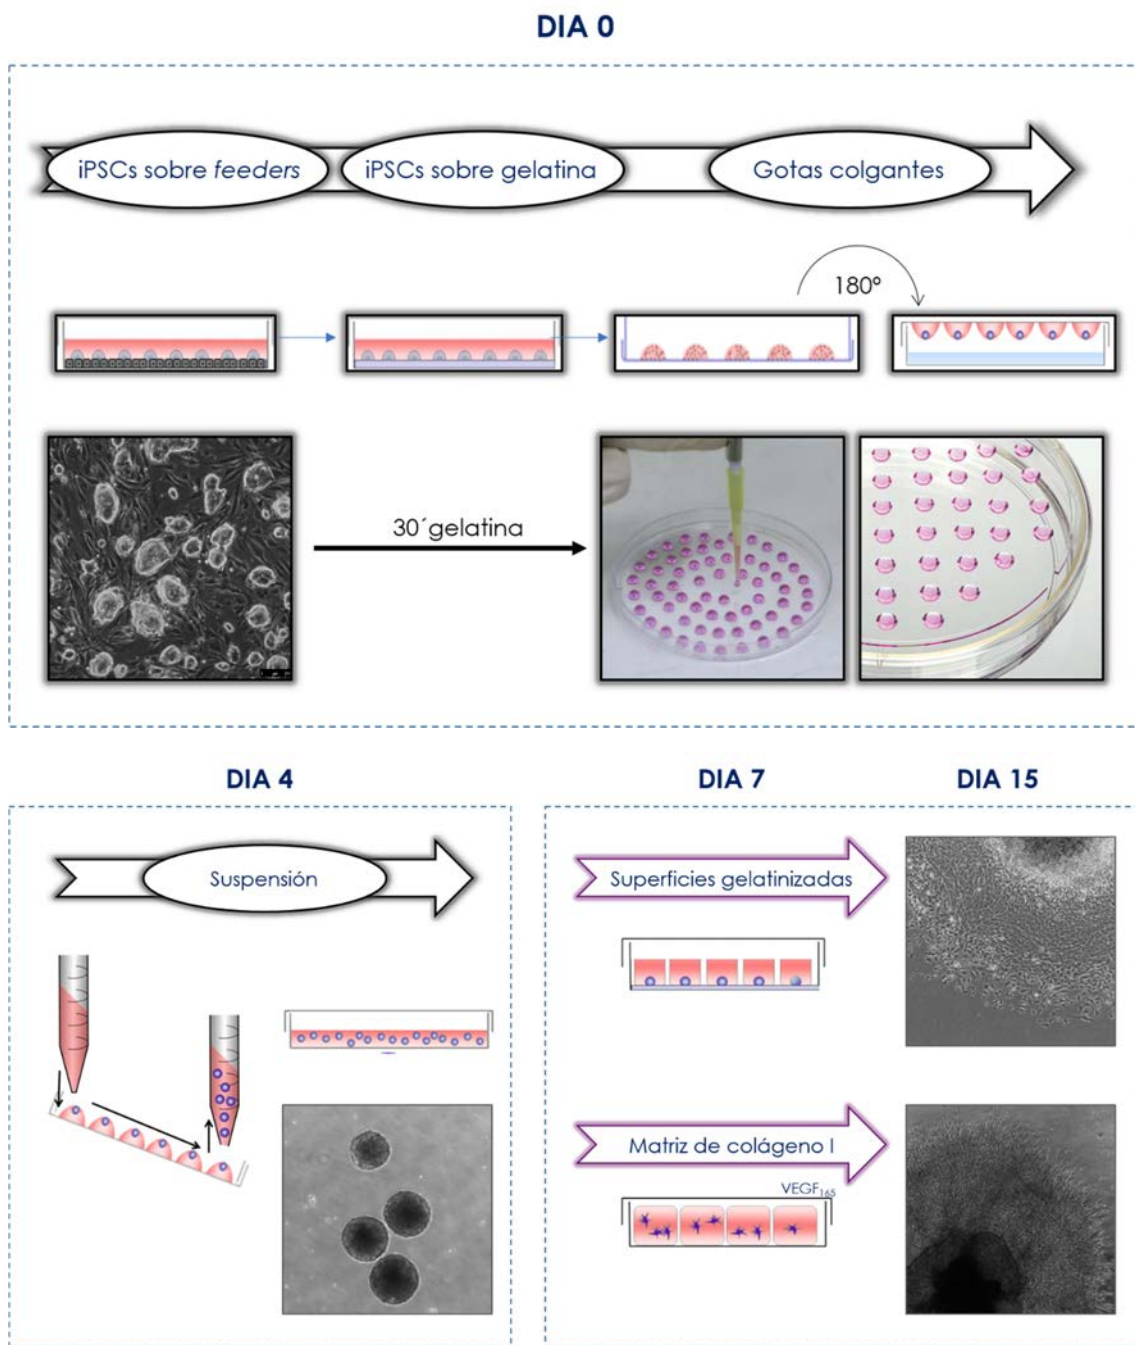 DIA 0
iPSCs sobre feeders
iPSCs sobre gelatina
Gotas colgantes
180º
30´gelatina
DIA 4
DIA 7
DIA 15
Suspensión
Superficies gelatinizadas
Matriz de colágeno I
VEGF165